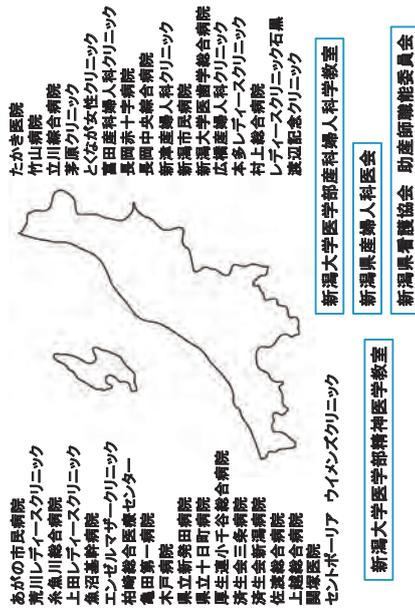 あがの市民病院
荒川レディースクリニック
糸魚川総合病院
上田レディースクリニック
魚沼基幹病院
エンゼルマザークリニック
柏崎総合医療センター
亀田第一病院
木戸病院
県立新発田病院
県立十日町病院
厚生連小千谷総合病院
済生会三条病院
済生会新潟病院
佐渡総合病院
上越総合病院
関塚医院
セントポーリア ウイメンズクリニック
たかき医院
竹山病院
立川綜合病院
茅原クリニック
とくなが女性クリニック
富田産科婦人科クリニック
長岡赤十字病院
長岡中央綜合病院
新津産婦人科クリニック
新潟市民病院
新潟大学医歯学総合病院
広橋産婦人科クリニック
本多レディースクリニック
村上総合病院
レディースクリニック石黒
渡辺記念クリニック
新潟大学医学部精神医学教室
新潟大学医学部産科婦人科学教室
新潟県産婦人科医会
新潟県看護協会 助産師職能委員会